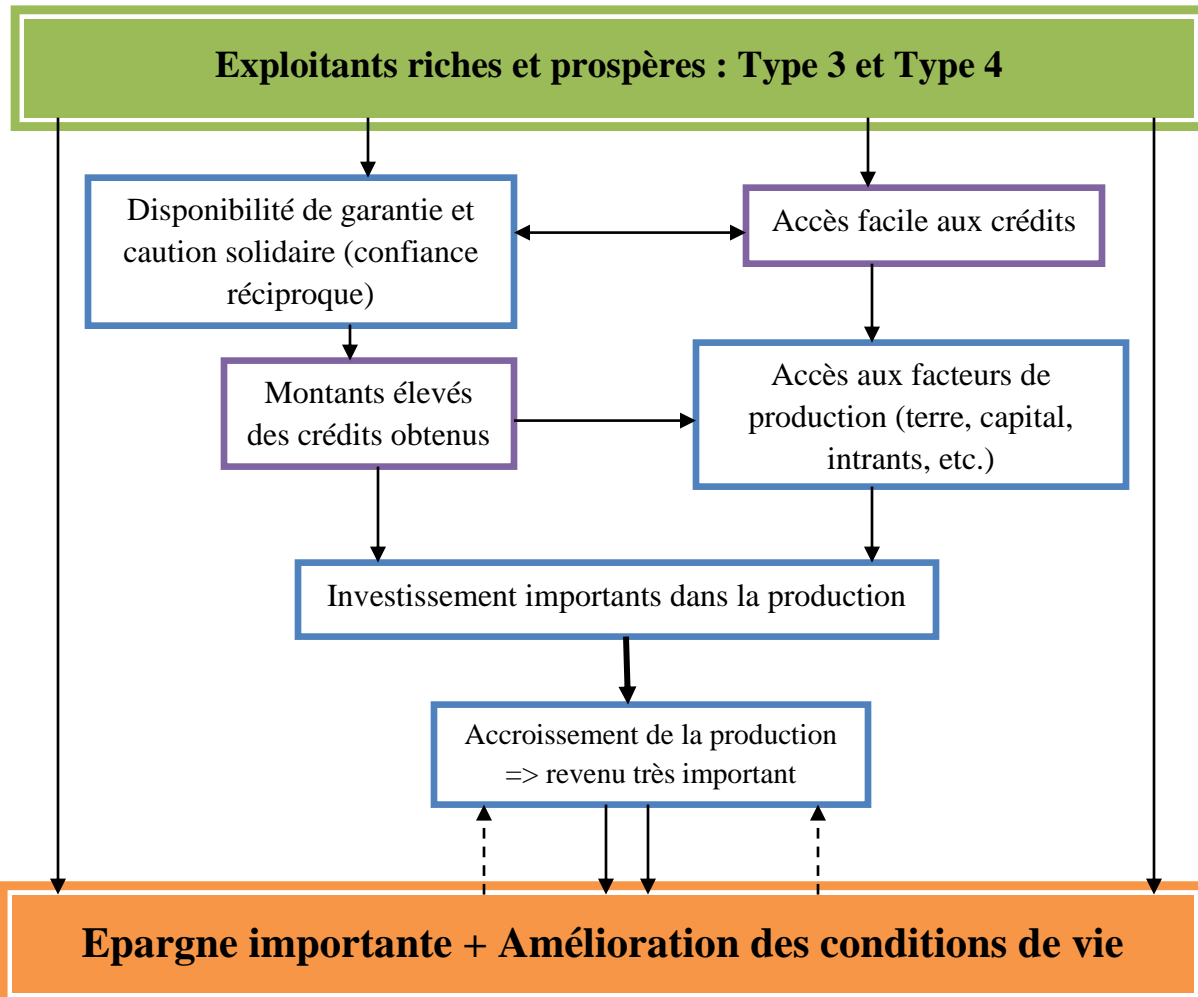 Exploitants riches et prospères : Type 3 et Type 4
Disponibilité de garantie et
caution solidaire (confiance
réciproque)
Accès facile aux crédits
Montants élevés
des crédits obtenus
Accès aux facteurs de
production (terre, capital,
intrants, etc.)
Investissement importants dans la production
Accroissement de la production
=> revenu très important
Epargne importante + Amélioration des conditions de vie